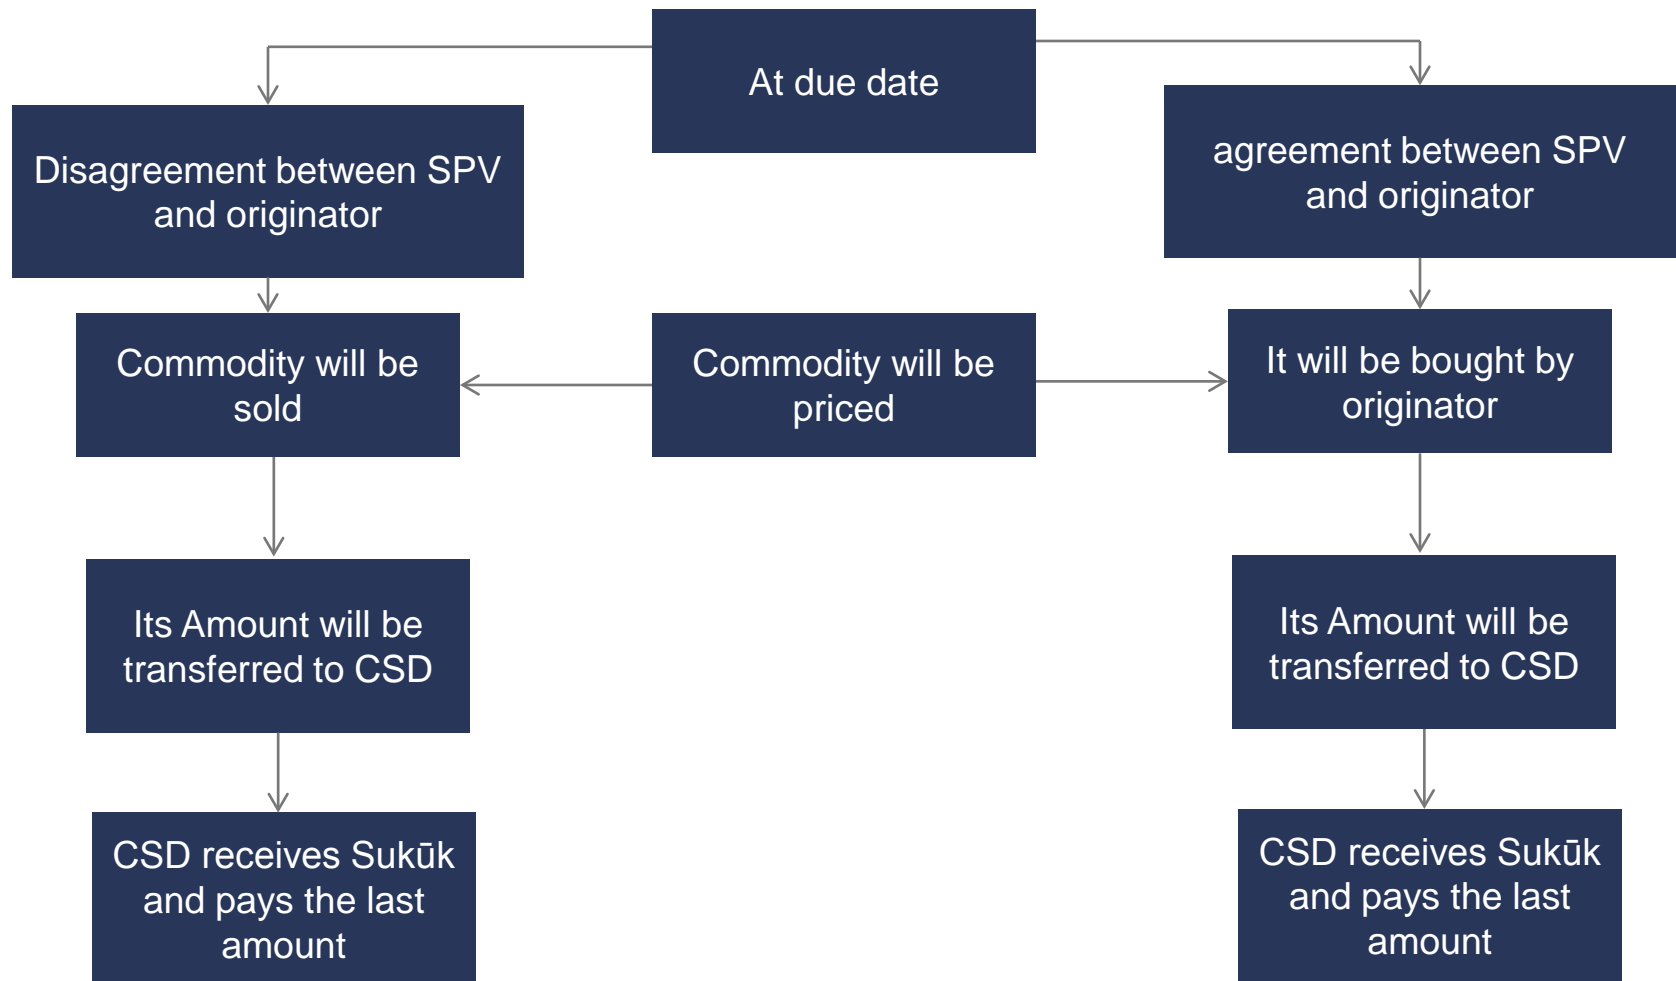 At due date
Disagreement between SPV
and originator
agreement between SPV
and originator
Commodity will be
sold
Commodity will be
priced
It will be bought by
originator
Its Amount will be
transferred to CSD
Its Amount will be
transferred to CSD
CSD receives Sukūk
and pays the last
amount
CSD receives Sukūk
and pays the last
amount